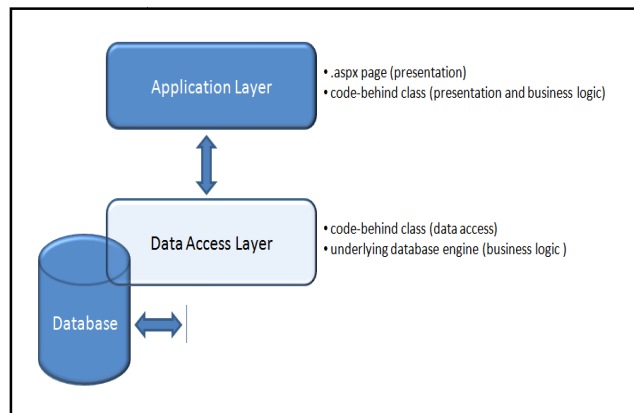 Application Layer
• .aspx page (presentation)
• code-behind class (presentation and business logic)
Data Access Layer
• code-behind class (data access)
• underlying database engine (business logic )
Database